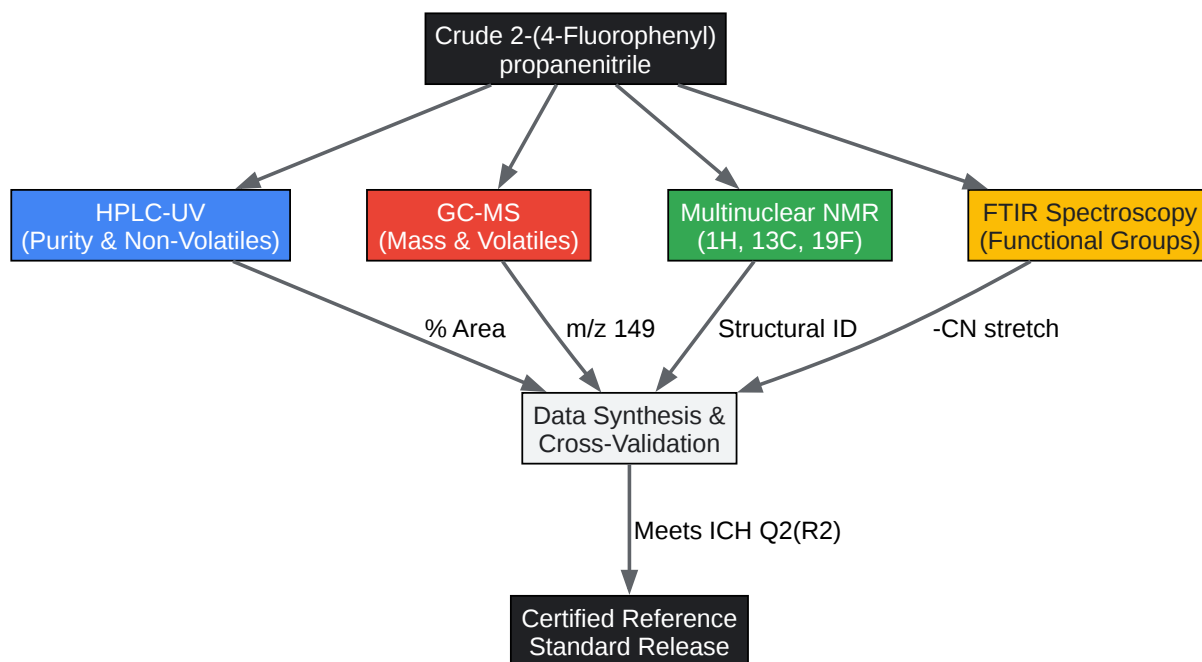 Crude 2-(4-Fluorophenyl)
propanenitrile
HPLC-UV
(Purity & Non-Volatiles)
GC-MS
(Mass & Volatiles)
Multinuclear NMR
(1H, 13C, 19F)
FTIR Spectroscopy
(Functional Groups)
% Area
m/z 149
Structural ID
-CN stretch
Data Synthesis &
Cross-Validation
Meets ICH Q2(R2)
Certified Reference
Standard Release